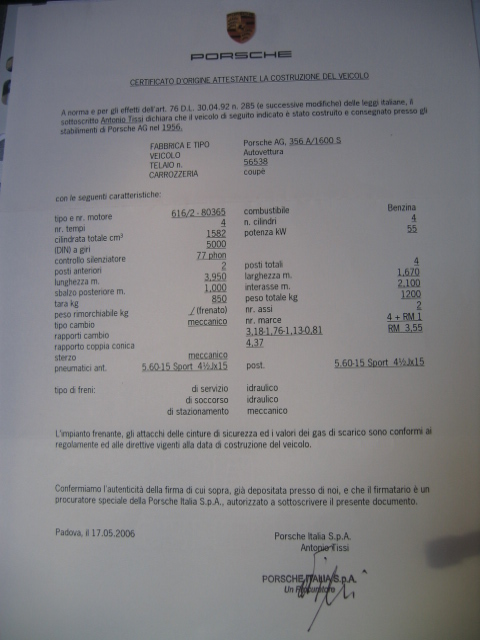 PORSCHE
CERTIFICATO D'ORIGINE ATTESTANTE LA COSTRUZIONE DEL VEICOLO
A norma e per gli effetti dell'art. 76 D.L. 30.04.92 n. 285 (e successive modifiche) delle leggi italiane, il
sottoscritto Antonio Tissi dichiara che il veicolo di seguito indicato è stato costruito e consegnato presso gli
stabilimenti di Porsche AG nel 1956.
FABBRICA E TIPO Porsche AG, 356 A/1600 S
VEICOLO Autovettura
TELAIO n. 56538
CARROZZERIA coupè
con le seguenti caratteristiche:
tipo e nr. motore 616/2 - 80365 combustibile Benzina
nr. tempi 4 n. cilindri 4
cilindrata totale cm³ 1582 potenza kW 55
(DIN) a giri 5000
controllo silenziatore 77 phon
posti anteriori 2 posti totali 4
lunghezza m. 3,950 larghezza m. 1,670
sbalzo posteriore m. 1,000 interasse m. 2,100
tara kg 850 peso totale kg 1200
peso rimorchiabile kg ./ (frenato) nr. assi 2
tipo cambio meccanico nr. marce 4 + RM 1
rapporti cambio 3,18-1,76-1,13-0,81 RM 3,55
rapporto coppia conica 4,37
sterzo meccanico
pneumatici ant. 5.60-15 Sport 4½Jx15 post. 5.60-15 Sport 4½Jx15
tipo di freni: di servizio idraulico
di soccorso idraulico
di stazionamento meccanico
L'impianto frenante, gli attacchi delle cinture di sicurezza ed i valori dei gas di scarico sono conformi ai
regolamente ed alle direttive vigenti alla data di costruzione del veicolo.
Confermiamo l'autenticità della firma di cui sopra, già depositata presso di noi, e che il firmatario è un
procuratore speciale della Porsche Italia S.p.A., autorizzato a sottoscrivere il presente documento.
Padova, il 17.05.2006 Porsche Italia S.p.A.
Antonio Tissi
PORSCHE ITALIA S.p.A.
Un Procuratore